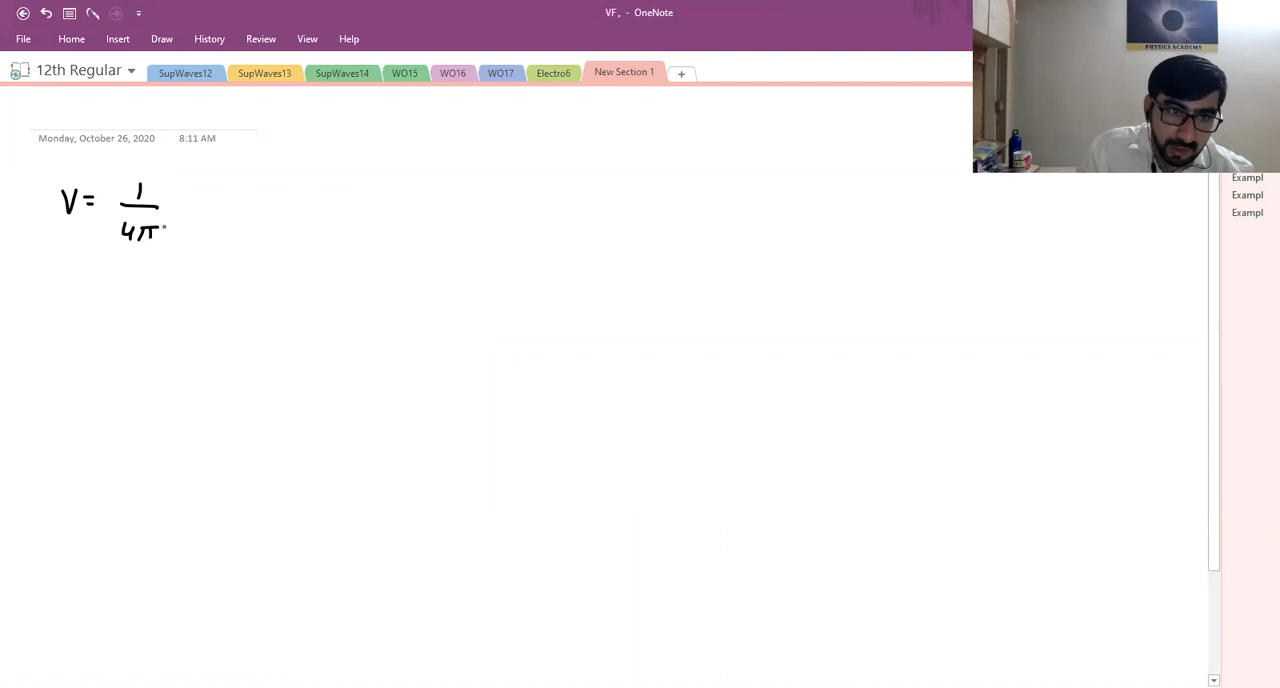 VF, - OneNote
File Home Insert Draw History Review View Help
PHYSICS ACADEMY
12th Regular SupWaves12 SupWaves13 SupWaves14 WO15 WO16 WO17 Electro6 New Section 1 +
Monday, October 26, 2020 8:11 AM
Exampl
Exampl
Exampl
V = 1
4π